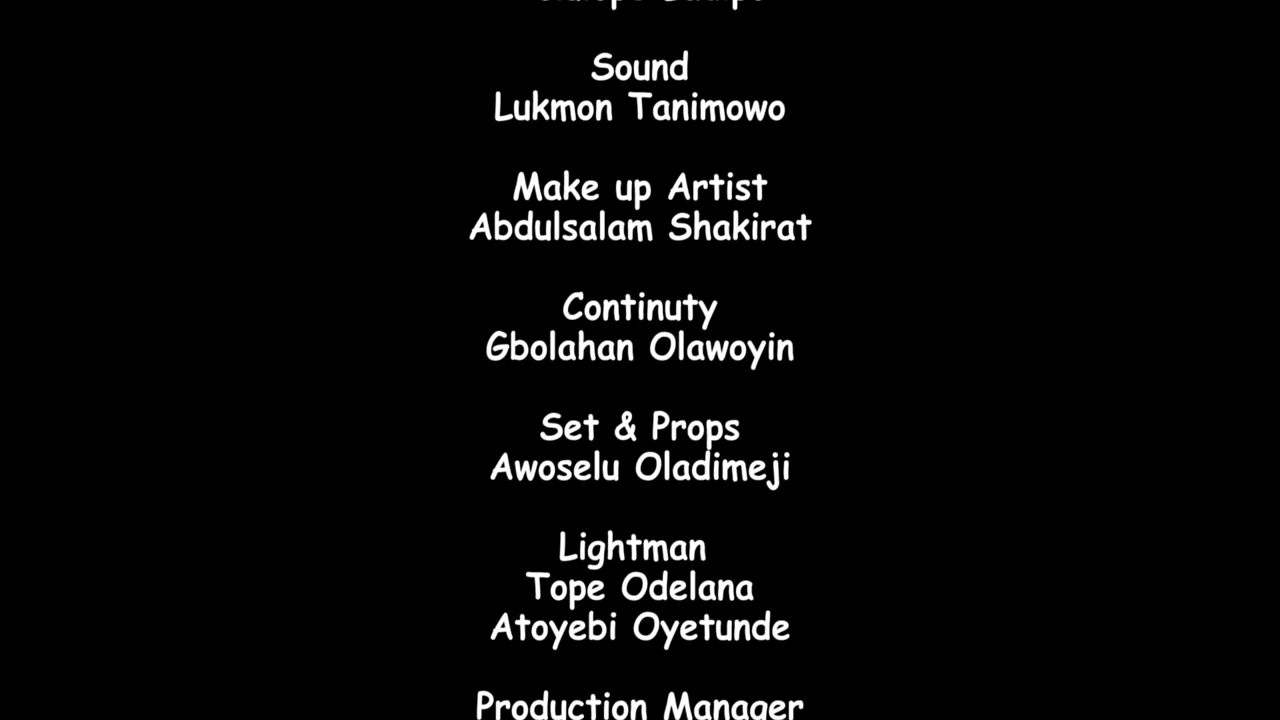 Sound
Lukmon Tanimowo
Make up Artist
Abdulsalam Shakirat
Continuty
Gbolahan Olawoyin
Set & Props
Awoselu Oladimeji
Lightman
Tope Odelana
Atoyebi Oyetunde
Production Manager